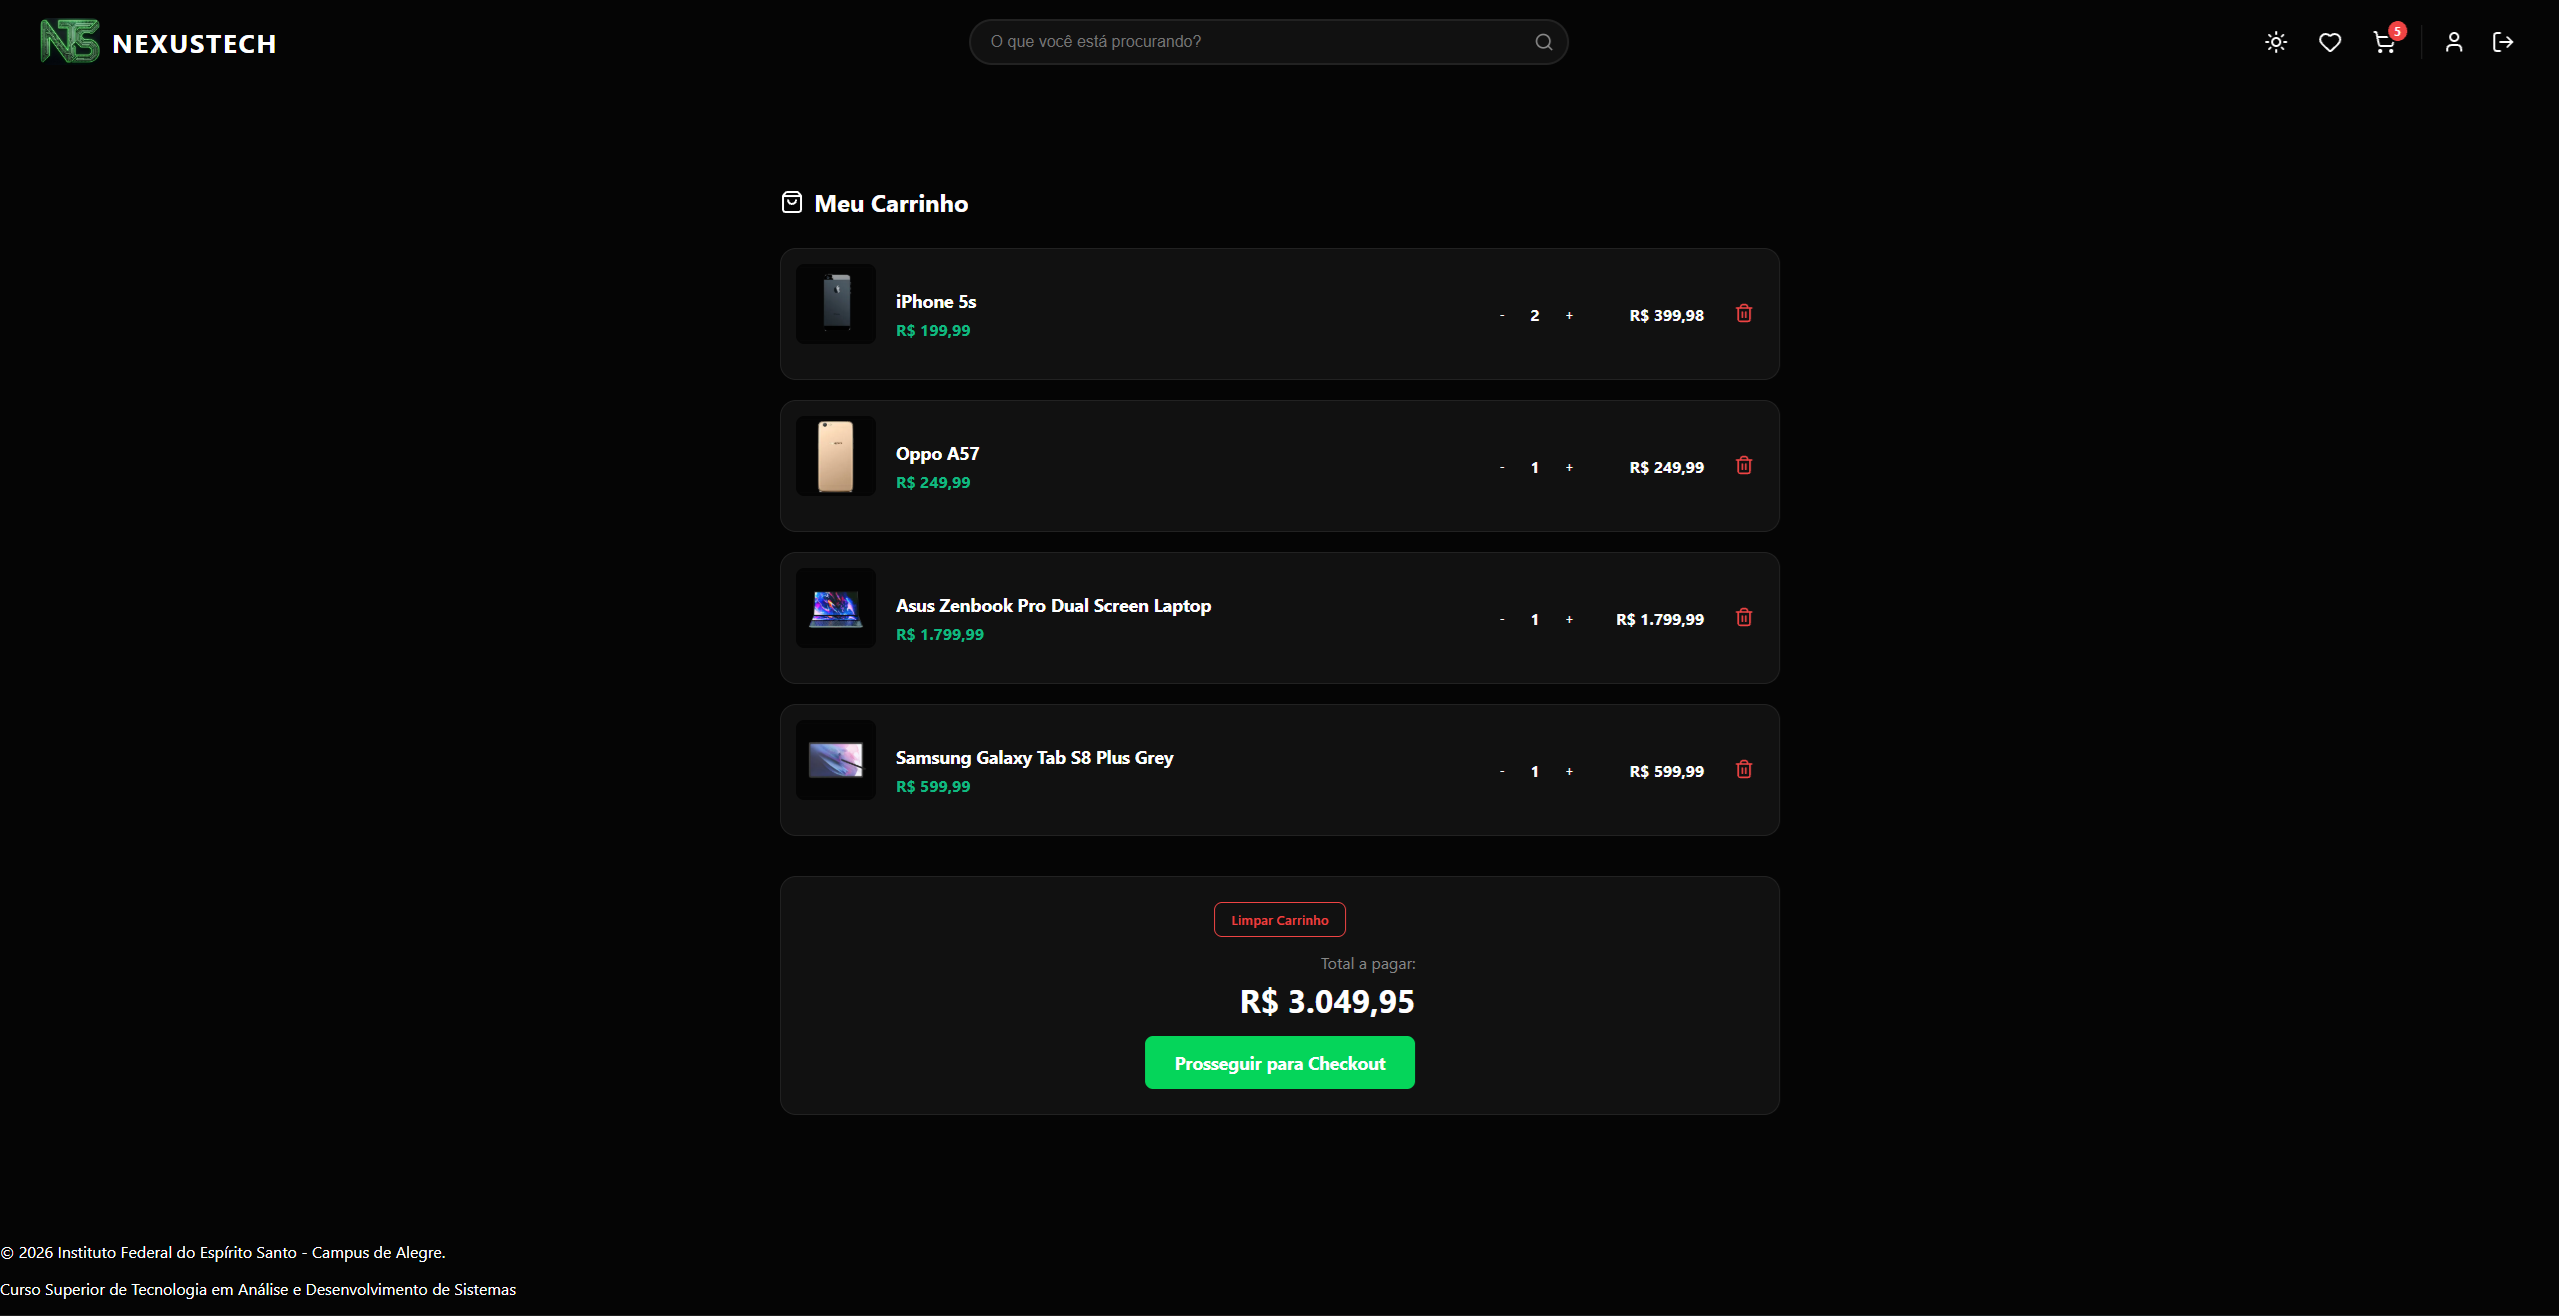 NTS NEXUSTECH
O que você está procurando?
5
Meu Carrinho
iPhone 5s
R$ 199,99
- 2 + R$ 399,98
Oppo A57
R$ 249,99
- 1 + R$ 249,99
Asus Zenbook Pro Dual Screen Laptop
R$ 1.799,99
- 1 + R$ 1.799,99
Samsung Galaxy Tab S8 Plus Grey
R$ 599,99
- 1 + R$ 599,99
Limpar Carrinho
Total a pagar:
R$ 3.049,95
Prosseguir para Checkout
© 2026 Instituto Federal do Espírito Santo - Campus de Alegre.
Curso Superior de Tecnologia em Análise e Desenvolvimento de Sistemas